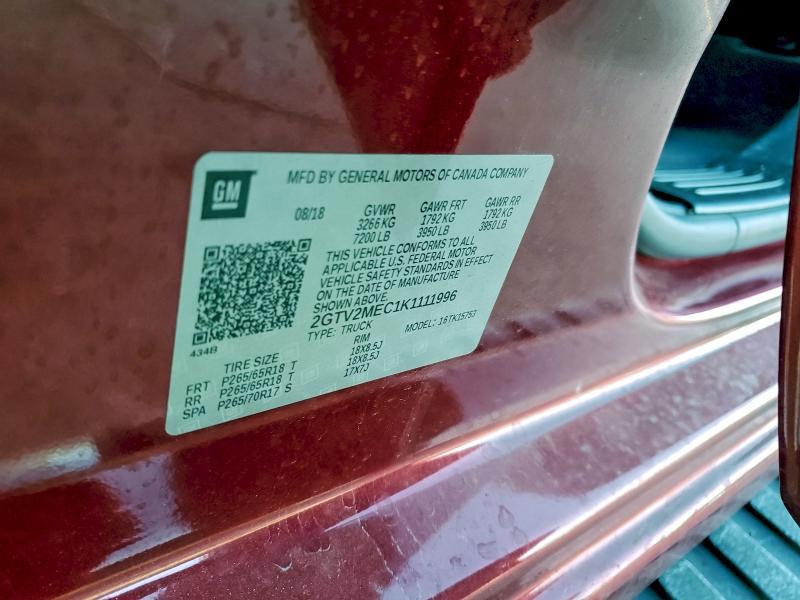 GM
MFD BY GENERAL MOTORS OF CANADA COMPANY
08/18 GVWR GAWR FRT GAWR RR
3266 KG 1792 KG 1792 KG
7200 LB 3950 LB 3950 LB
THIS VEHICLE CONFORMS TO ALL
APPLICABLE U.S. FEDERAL MOTOR
VEHICLE SAFETY STANDARDS IN EFFECT
ON THE DATE OF MANUFACTURE
SHOWN ABOVE.
2GTV2MEC1K1111996
TYPE: TRUCK MODEL: 16TK15753
434B
TIRE SIZE RIM
FRT P265/65R18 T 18X8.5J
RR P265/65R18 T 18X8.5J
SPA P265/70R17 S 17X7J